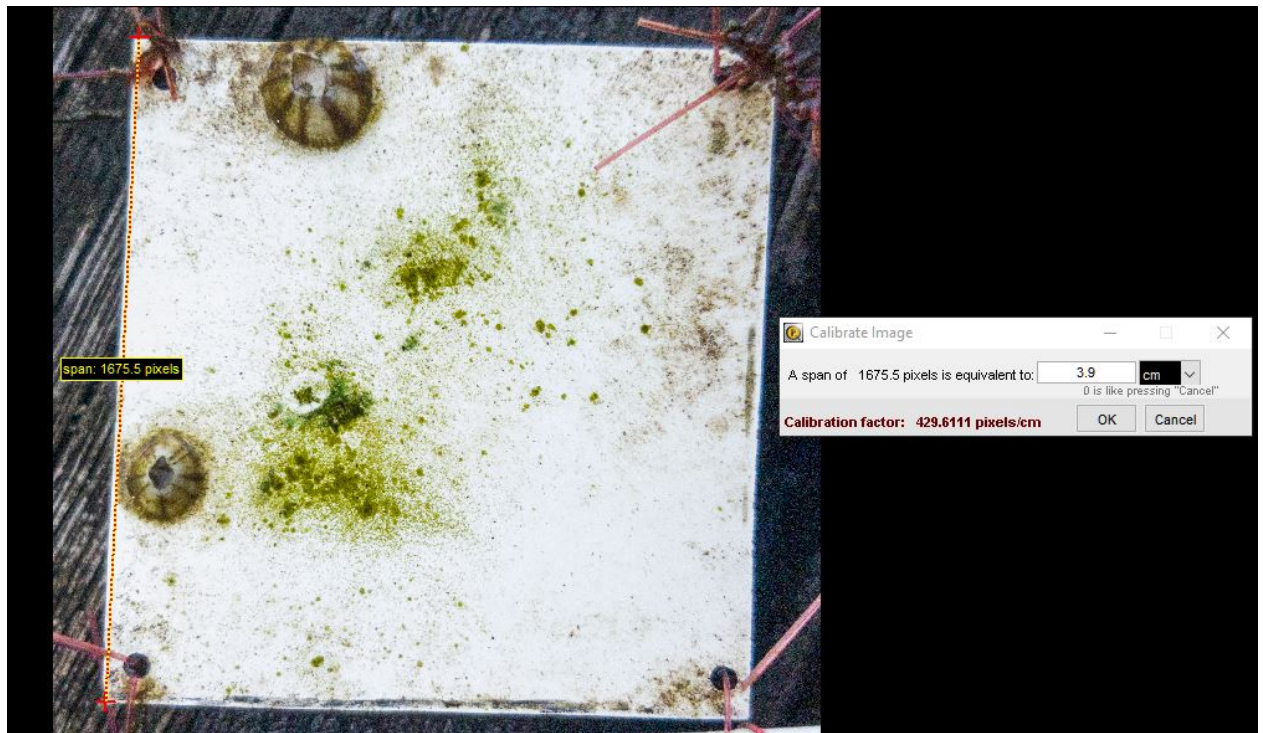 span: 1675.5 pixels
Calibrate Image
A span of 1675.5 pixels is equivalent to: 3.9 cm
0 is like pressing "Cancel"
Calibration factor: 429.6111 pixels/cm OK Cancel